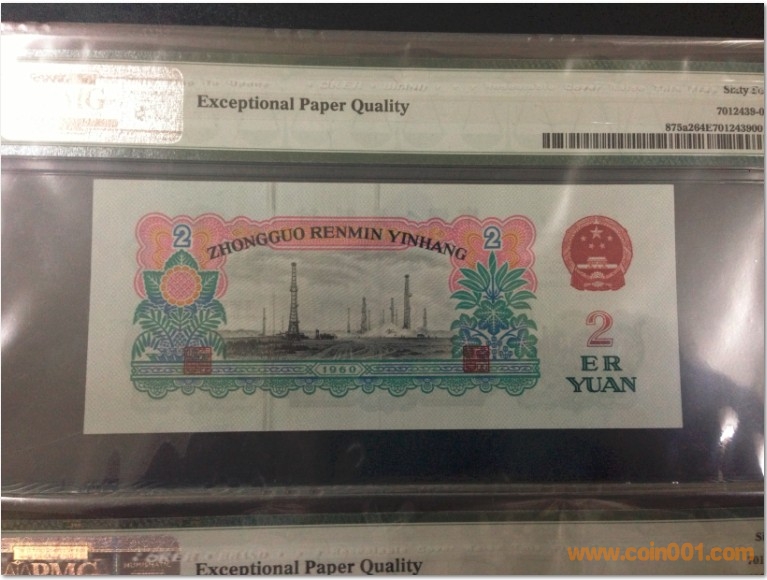 Exceptional Paper Quality
7012439-0
875a264E701243900
2
2
ZHONGGUO RENMIN YINHANG
2
ER
YUAN
1960
PMG
Exceptional Paper Quality
www.coin001.com